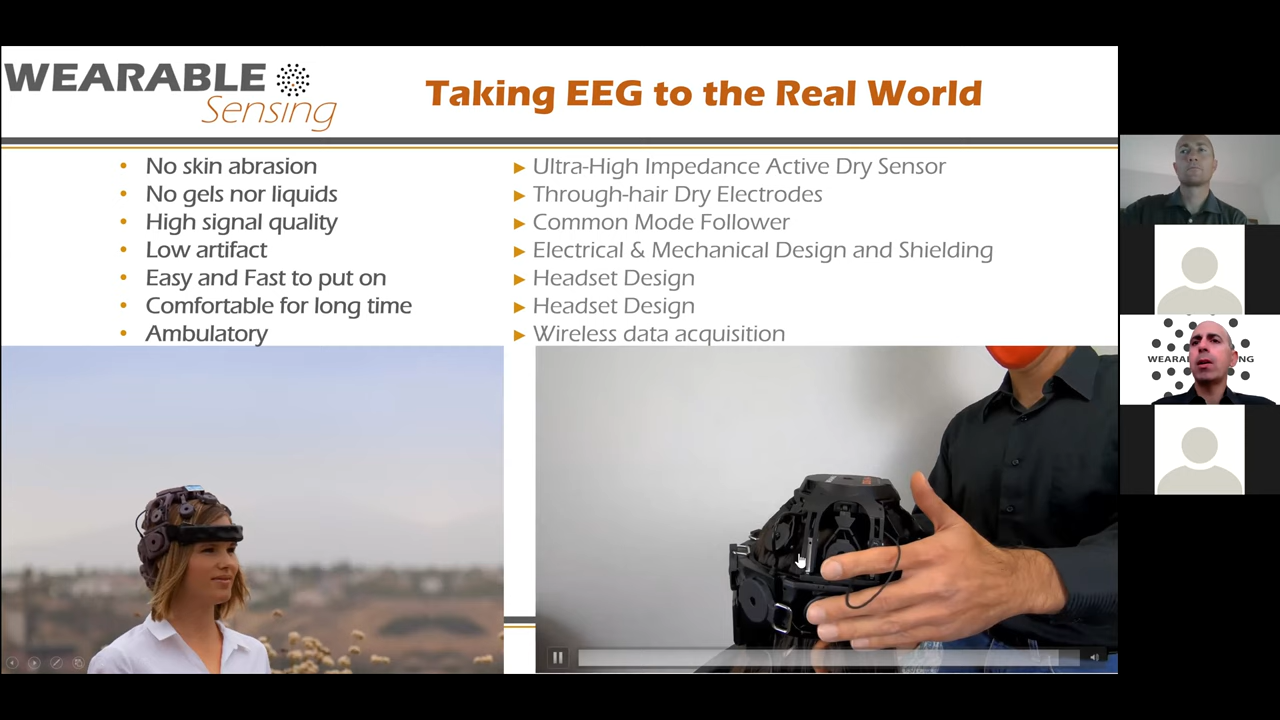 WEARABLE
Sensing
Taking EEG to the Real World
• No skin abrasion
• No gels nor liquids
• High signal quality
• Low artifact
• Easy and Fast to put on
• Comfortable for long time
• Ambulatory
► Ultra-High Impedance Active Dry Sensor
► Through-hair Dry Electrodes
► Common Mode Follower
► Electrical & Mechanical Design and Shielding
► Headset Design
► Headset Design
► Wireless data acquisition